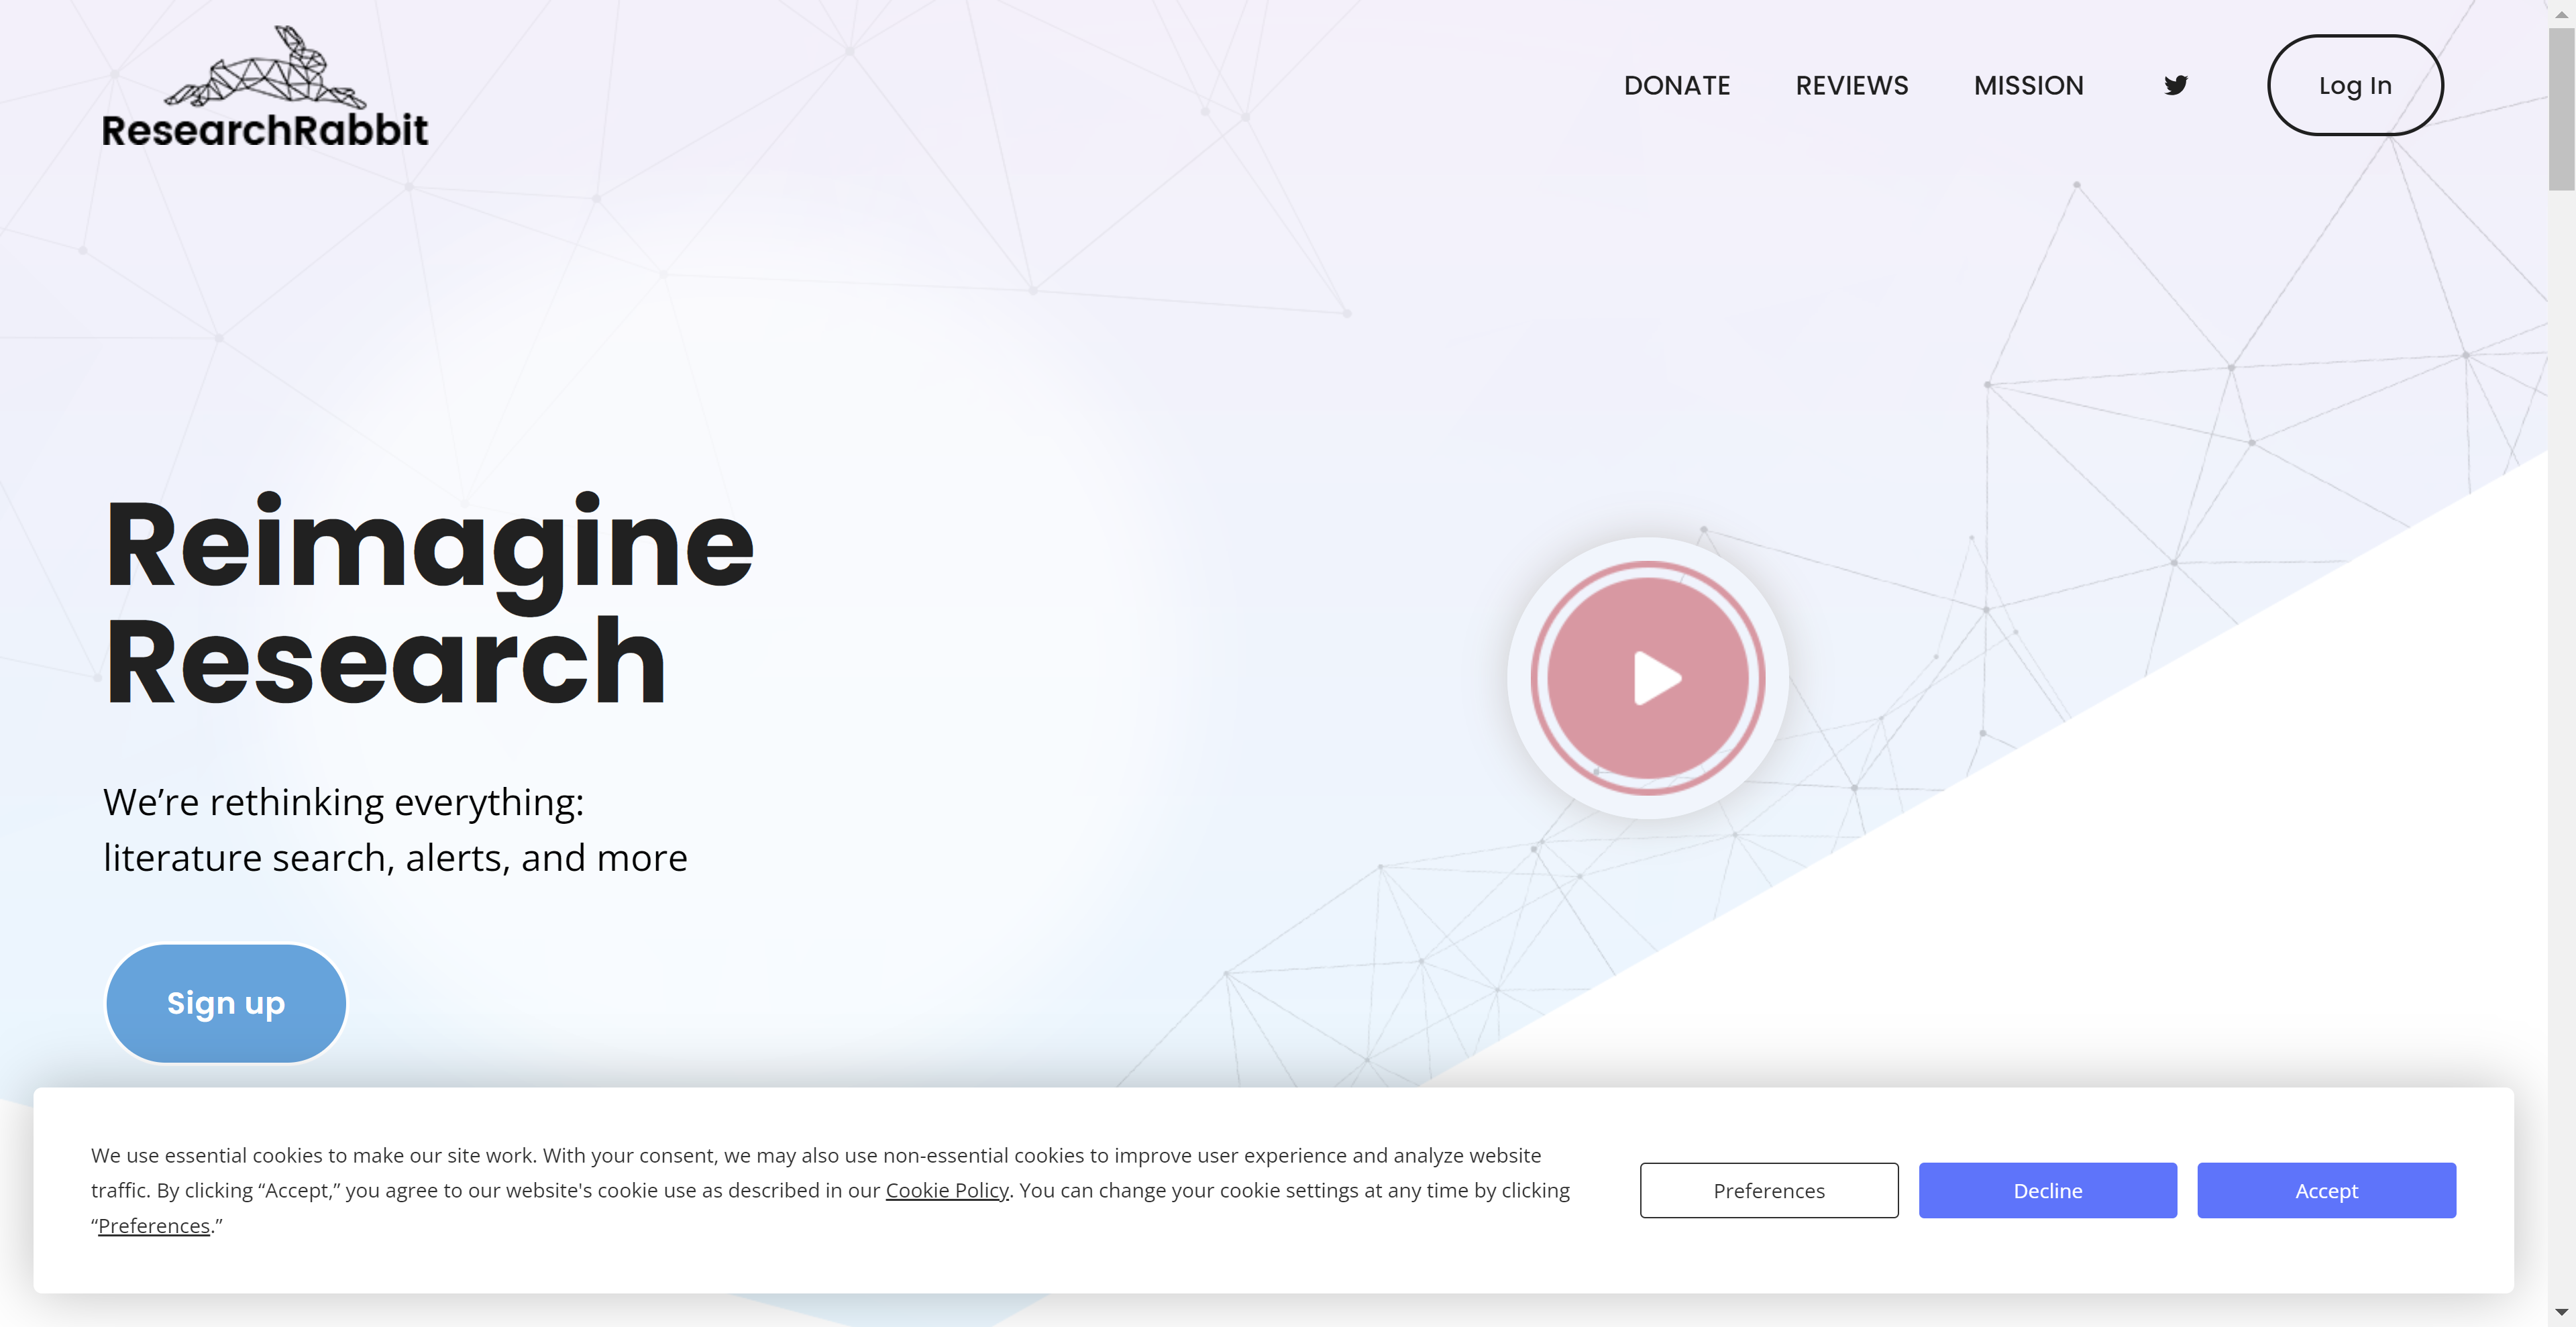 ResearchRabbit
DONATE REVIEWS MISSION Log In
Reimagine
Research
We’re rethinking everything:
literature search, alerts, and more
Sign up
We use essential cookies to make our site work. With your consent, we may also use non-essential cookies to improve user experience and analyze website
traffic. By clicking “Accept,” you agree to our website's cookie use as described in our Cookie Policy. You can change your cookie settings at any time by clicking
“Preferences.”
Preferences Decline Accept